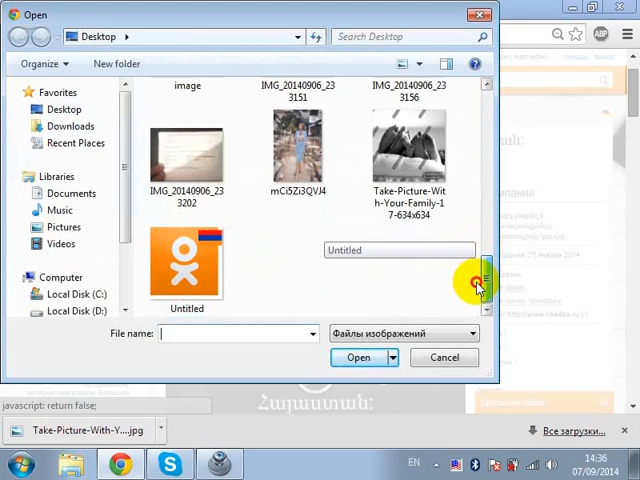 Open
Desktop
Search Desktop
Organize
New folder
Favorites
Desktop
Downloads
Recent Places
Libraries
Documents
Music
Pictures
Videos
Computer
Local Disk (C:)
Local Disk (D:)
image
IMG_20140906_23
3151
IMG_20140906_23
3156
IMG_20140906_23
3202
mCi5Zi3QVJ4
Take-Picture-Wit
h-Your-Family-1
7-634x634
Untitled
Untitled
File name:
Файлы изображений
Open
Cancel
ABP
Հայաստան:
javascript: return false;
Take-Picture-With-Y....jpg
Все загрузки...
EN
14:36
07/09/2014